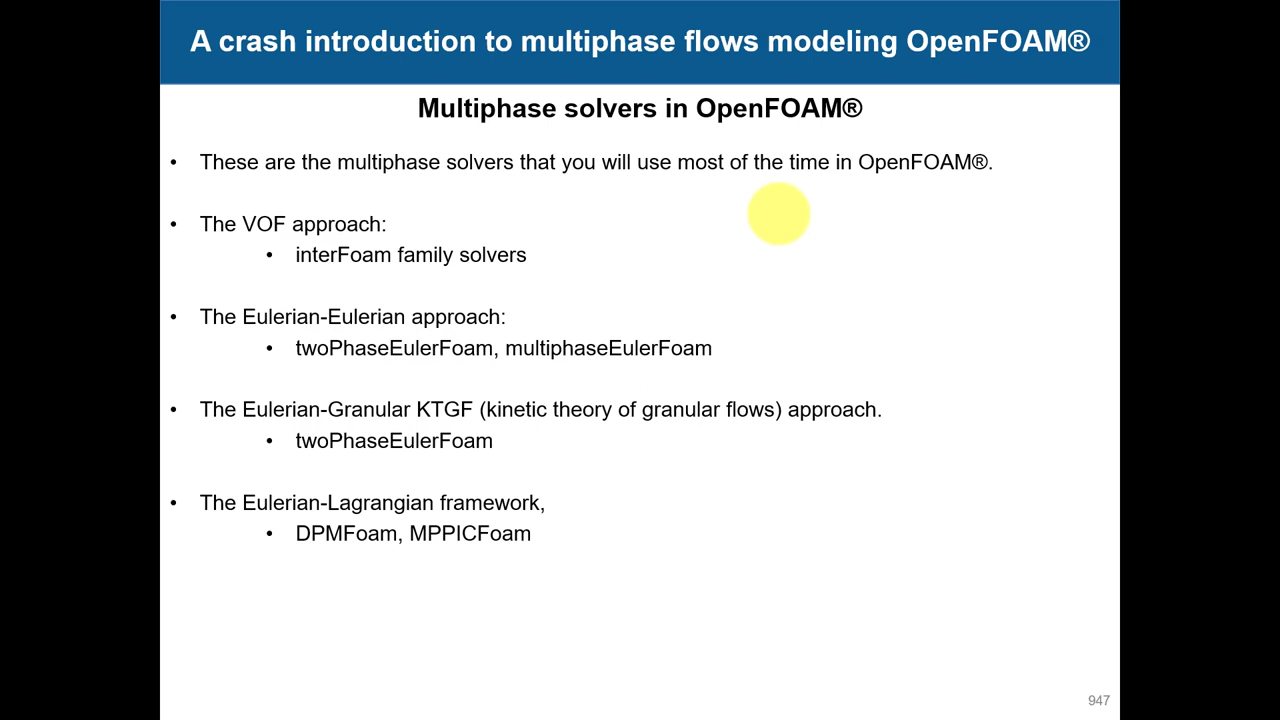 A crash introduction to multiphase flows modeling OpenFOAM®
Multiphase solvers in OpenFOAM®
• These are the multiphase solvers that you will use most of the time in OpenFOAM®.
• The VOF approach:
• interFoam family solvers
• The Eulerian-Eulerian approach:
• twoPhaseEulerFoam, multiphaseEulerFoam
• The Eulerian-Granular KTGF (kinetic theory of granular flows) approach.
• twoPhaseEulerFoam
• The Eulerian-Lagrangian framework,
• DPMFoam, MPPICFoam
947